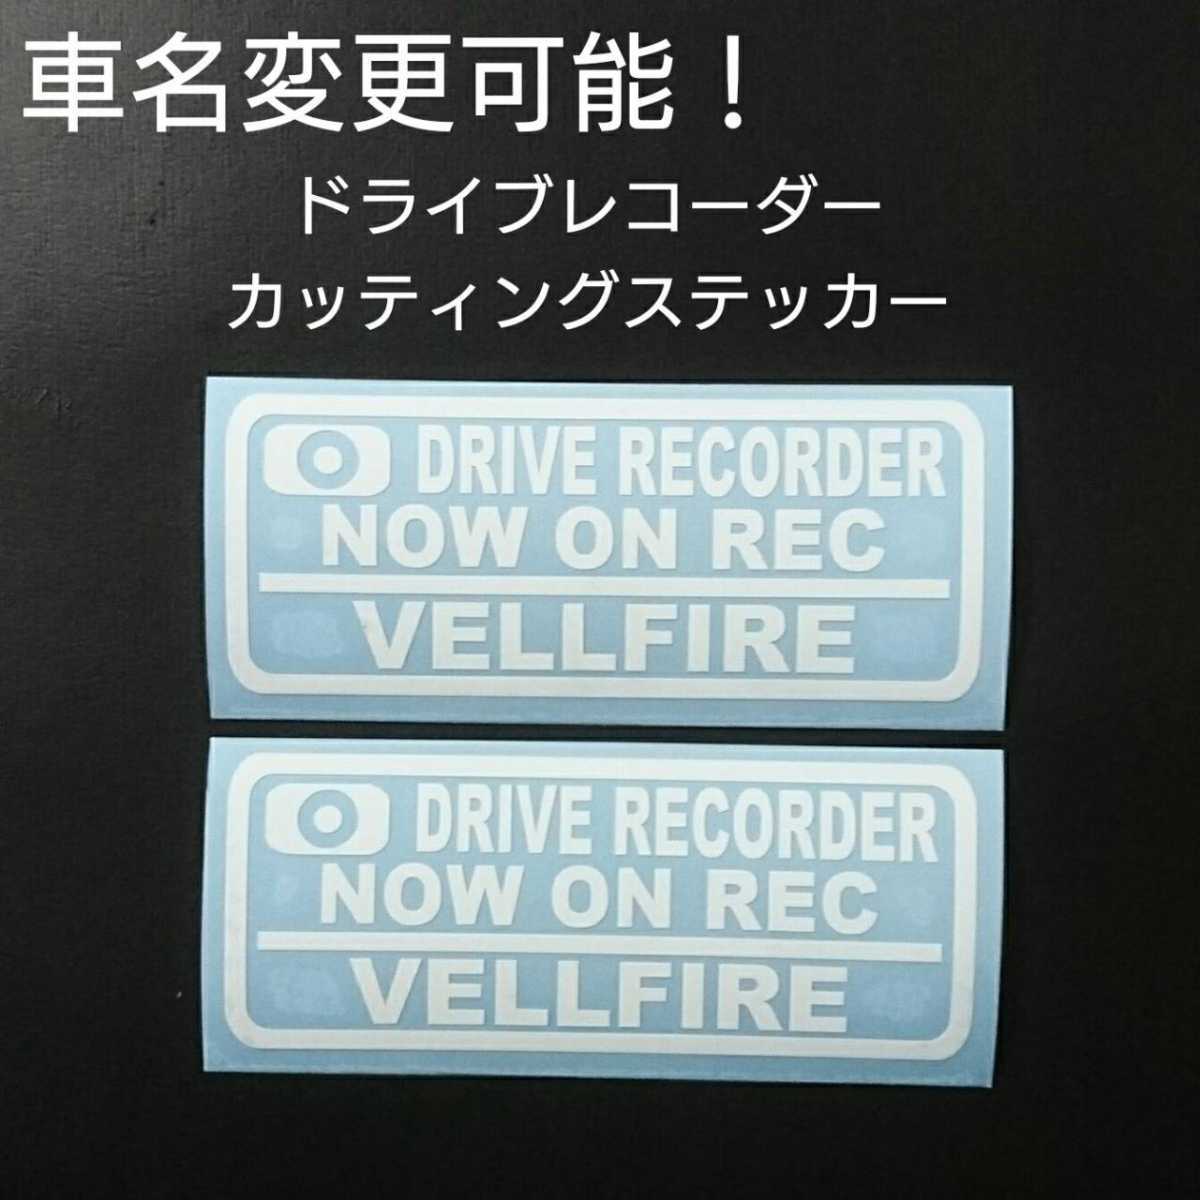 車名変更可能！
ドライブレコーダー
カッティングステッカー
DRIVE RECORDER
NOW ON REC
VELLFIRE
DRIVE RECORDER
NOW ON REC
VELLFIRE